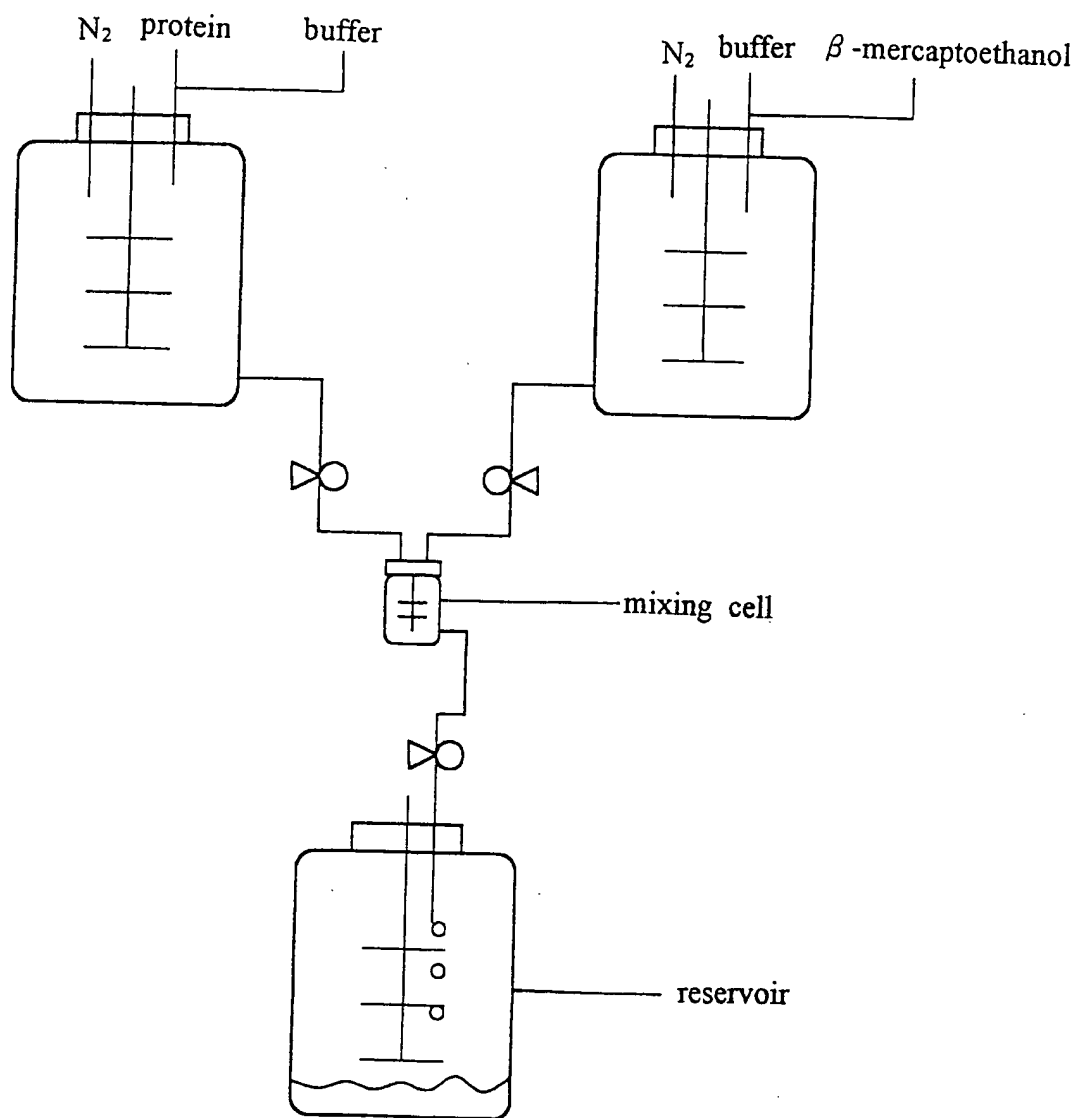 N₂ protein buffer
N₂ buffer β-mercaptoethanol
mixing cell
reservoir